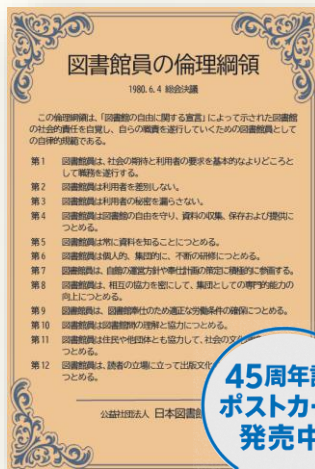 図書館員の倫理綱領
1980.6.4 総会決議
この倫理綱領は、「図書館の自由に関する宣言」によって示された図書館
の社会的責任を自覚し、自らの職責を遂行していくための図書館員として
の自律的規範である。
第1 図書館員は、社会の期待と利用者の要求を基本的なよりどころと
して職務を遂行する。
第2 図書館員は利用者を差別しない。
第3 図書館員は利用者の秘密を漏らさない。
第4 図書館員は図書館の自由を守り、資料の収集、保存および提供に
つとめる。
第5 図書館員は常に資料を知ることにつとめる。
第6 図書館員は個人的、集団的に、不断の研修につとめる。
第7 図書館員は、自館の運営方針や奉仕計画の策定に積極的に参画する。
第8 図書館員は、相互の協力を密にして、集団としての専門的能力の
向上につとめる。
第9 図書館員は、図書館奉仕のため適正な労働条件の確保につとめる。
第10 図書館員は図書館間の理解と協力につとめる。
第11 図書館員は住民や他団体とも協力して、社会の文化
つとめる。
第12 図書館員は、読者の立場に立って出版文化
つとめる。
公益社団法人 日本図書館
45周年
ポストカー
発売中